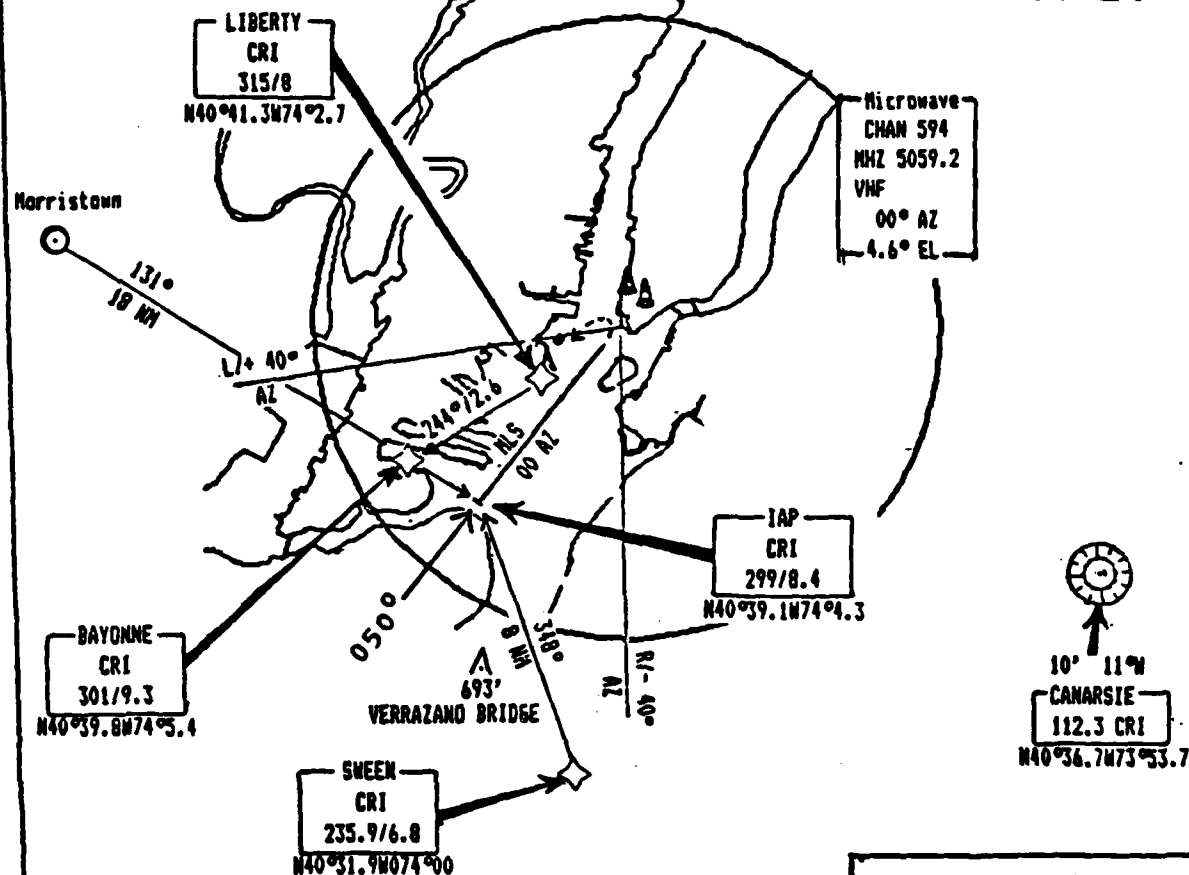 LIBERTY
CRI
315/8
N40°41.3W74°2.7
Microwave
CHAN 594
MHZ 5059.2
VHF
00° AZ
4.6° EL
Morristown
131°
18 NM
L/+ 40°
AZ
244°/2.6
MLS
00 AZ
IAP
CRI
299/8.4
N40°39.1W74°4.3
050°
BAYONNE
CRI
301/9.3
N40°39.8W74°5.4
348°
8 NM
R/- 40°
AZ
693'
VERRAZANO BRIDGE
10' 11°W
CANARSIE
112.3 CRI
N40°36.7W73°53.7
SWEEN
CRI
235.9/6.8
N40°31.9W074°00